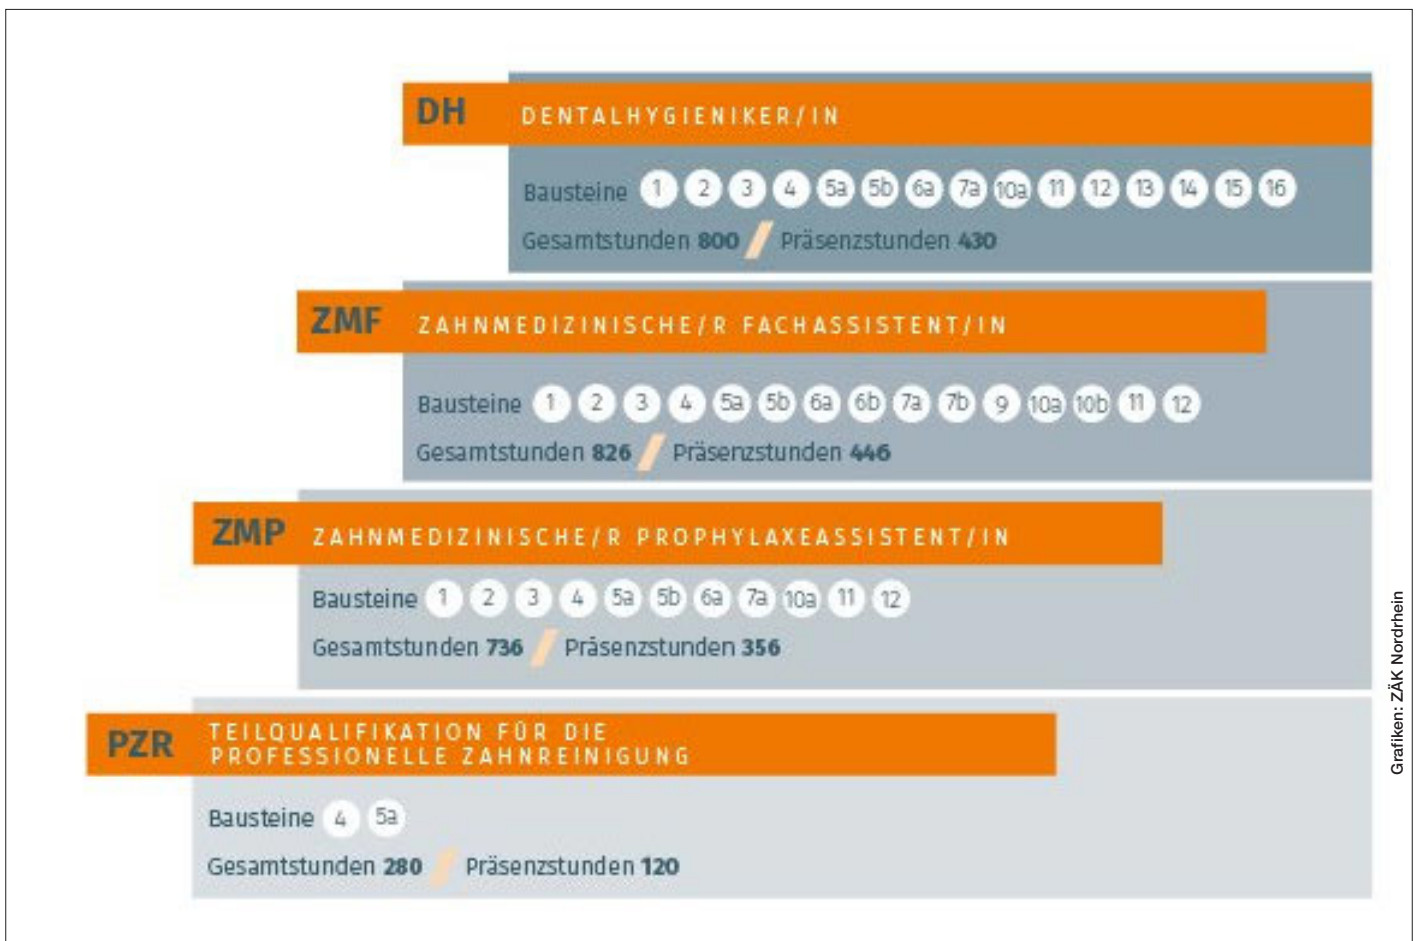 DH DENTALHYGIENIKER/IN
Bausteine 1 2 3 4 5a 5b 6a 7a 10a 11 12 13 14 15 16
Gesamtstunden 800 / Präsenzstunden 430
ZMF ZAHNMEDIZINISCHE/R FACHASSISTENT/IN
Bausteine 1 2 3 4 5a 5b 6a 6b 7a 7b 9 10a 10b 11 12
Gesamtstunden 826 / Präsenzstunden 446
ZMP ZAHNMEDIZINISCHE/R PROPHYLAXEASSISTENT/IN
Bausteine 1 2 3 4 5a 5b 6a 7a 10a 11 12
Gesamtstunden 736 / Präsenzstunden 356
PZR TEILQUALIFIKATION FÜR DIE
PROFESSIONELLE ZAHNREINIGUNG
Bausteine 4 5a
Gesamtstunden 280 / Präsenzstunden 120
Grafiken: ZÄK Nordrhein